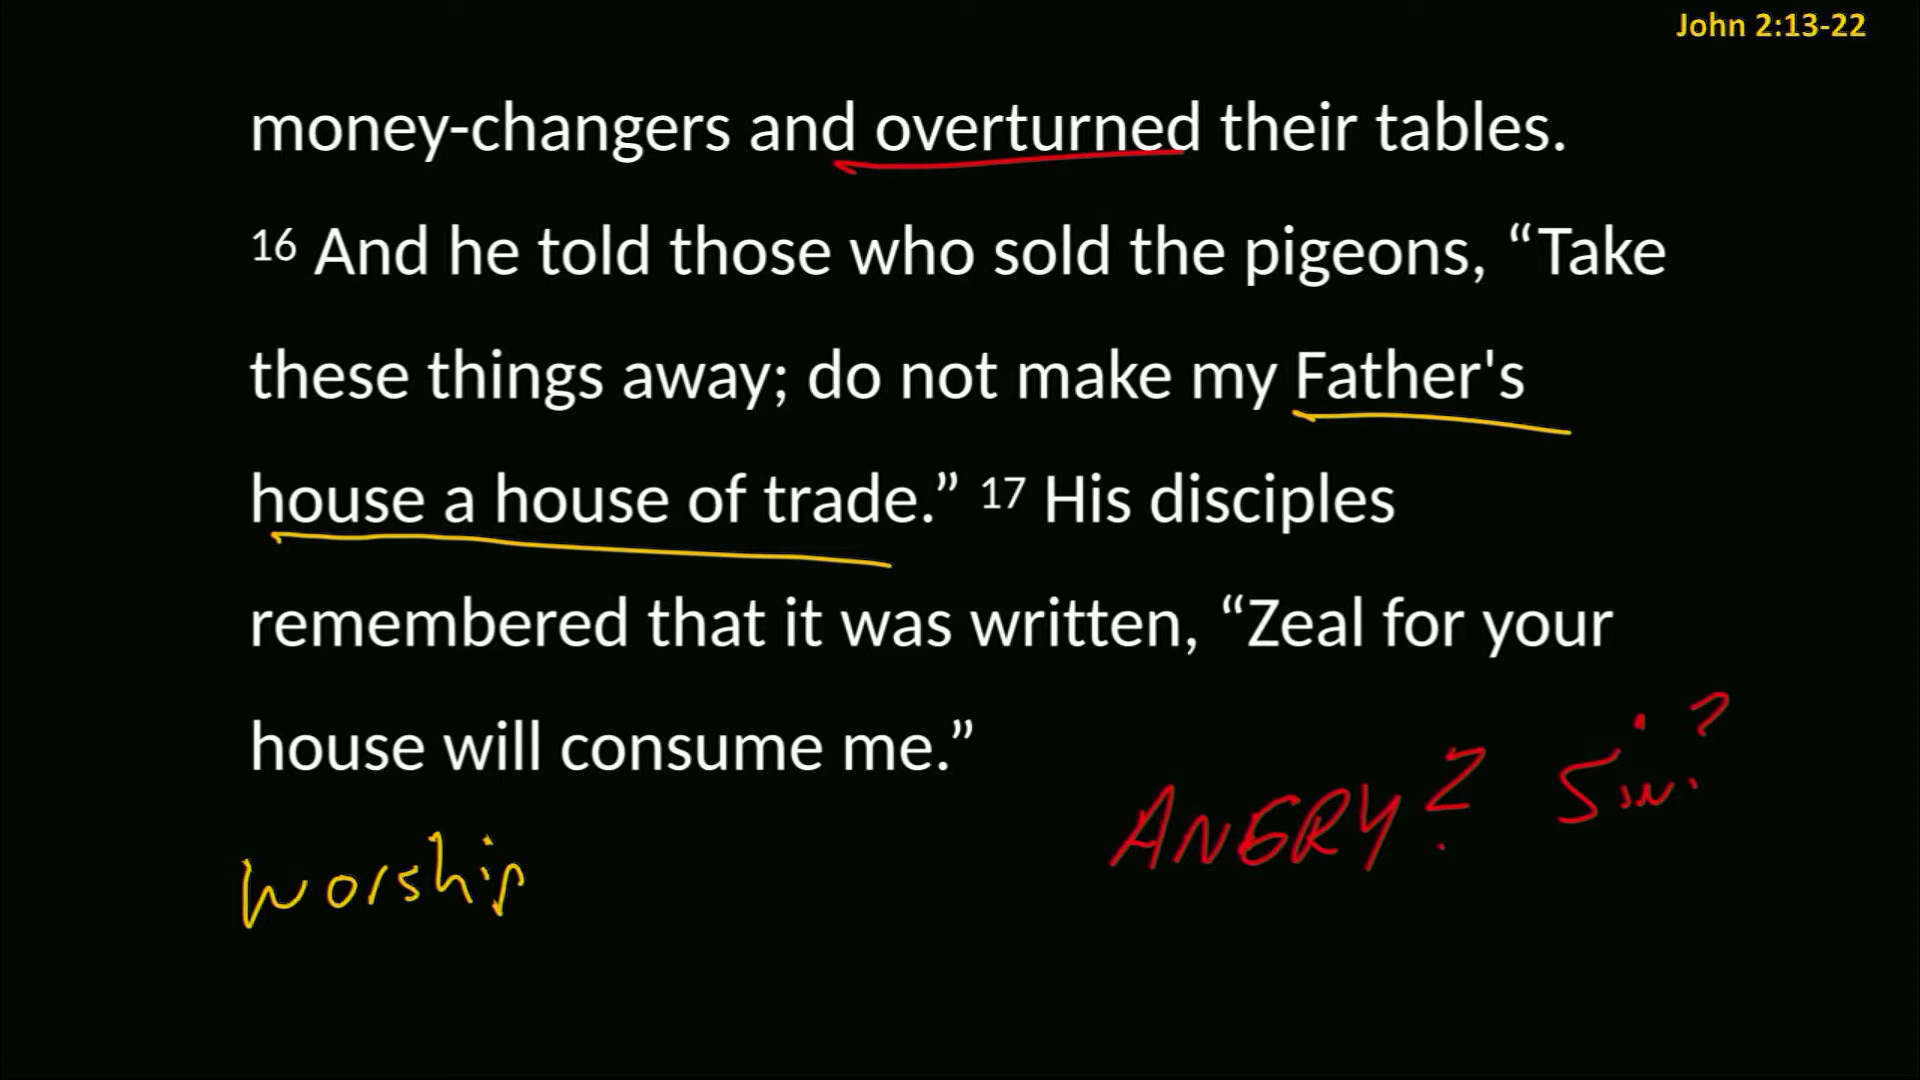 John 2:13-22
money-changers and overturned their tables.
16 And he told those who sold the pigeons, “Take
these things away; do not make my Father's
house a house of trade.” 17 His disciples
remembered that it was written, “Zeal for your
house will consume me.”
ANGRY? Sin?
worship